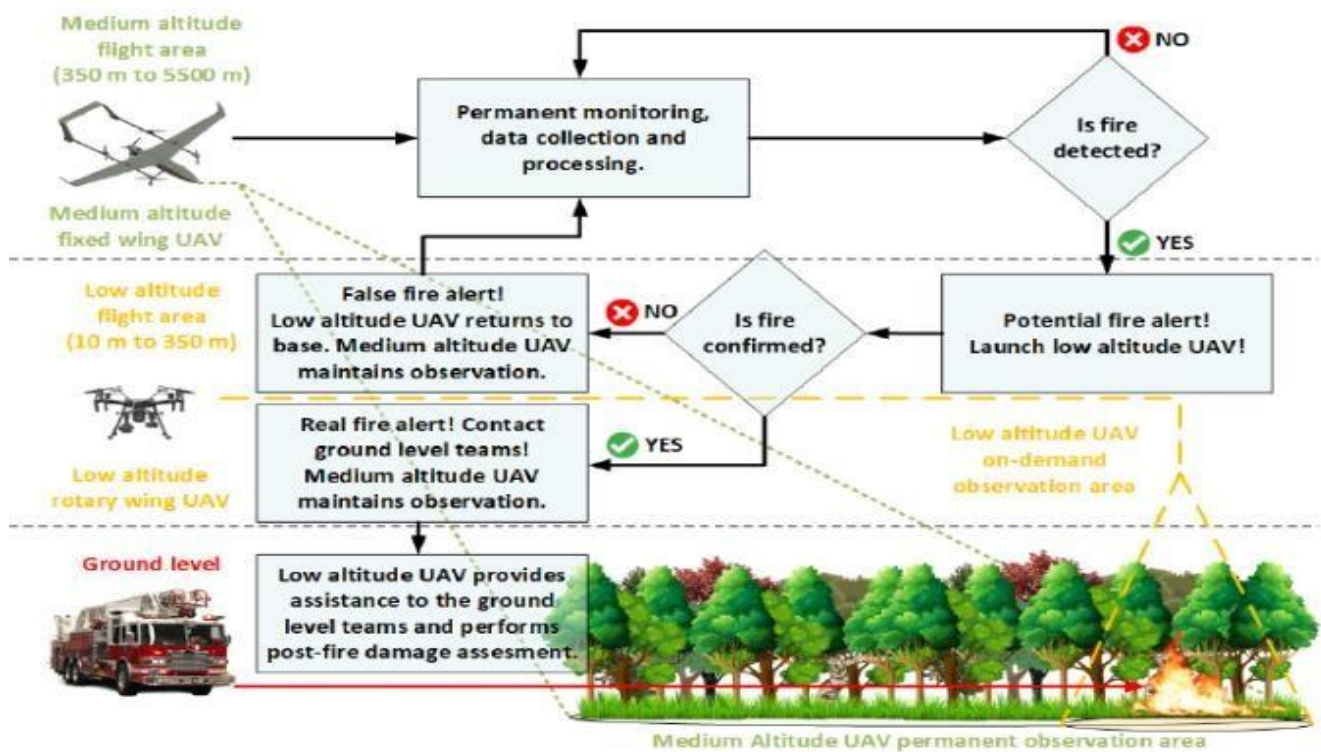 Medium altitude
flight area
(350 m to 5500 m)
Medium altitude
fixed wing UAV
Permanent monitoring,
data collection and
processing.
NO
Is fire
detected?
YES
Low altitude
flight area
(10 m to 350 m)
Low altitude
rotary wing UAV
False fire alert!
Low altitude UAV returns to
base. Medium altitude UAV
maintains observation.
NO
Is fire
confirmed?
Potential fire alert!
Launch low altitude UAV!
Real fire alert! Contact
ground level teams!
Medium altitude UAV
maintains observation.
YES
Low altitude UAV
on-demand
observation area
Ground level
Low altitude UAV provides
assistance to the ground
level teams and performs
post-fire damage assesment.
Medium Altitude UAV permanent observation area